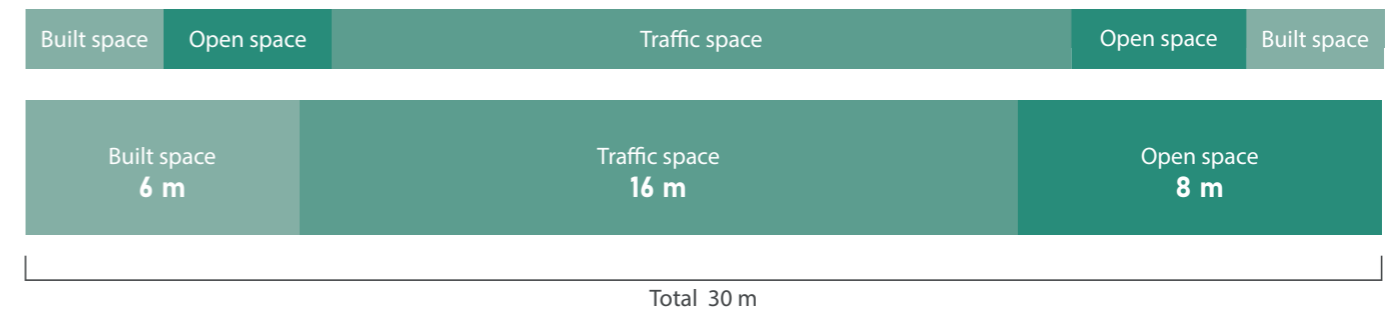 Built space
Open space
Traffic space
Open space
Built space
Built space
6 m
Traffic space
16 m
Open space
8 m
Total 30 m